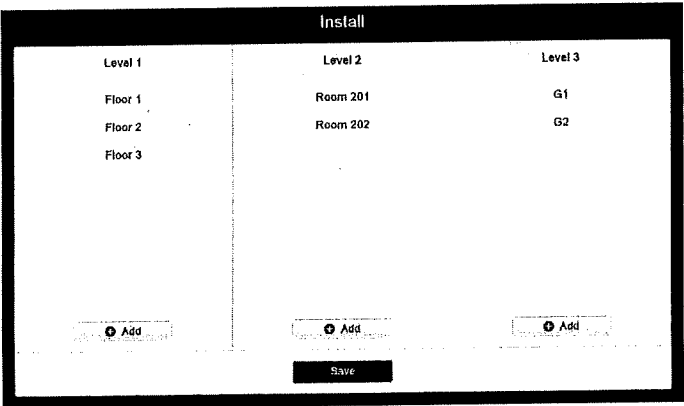 Install
Level 1 Level 2 Level 3
Floor 1 Room 201 G1
Floor 2 Room 202 G2
Floor 3
Add Add Add
Save